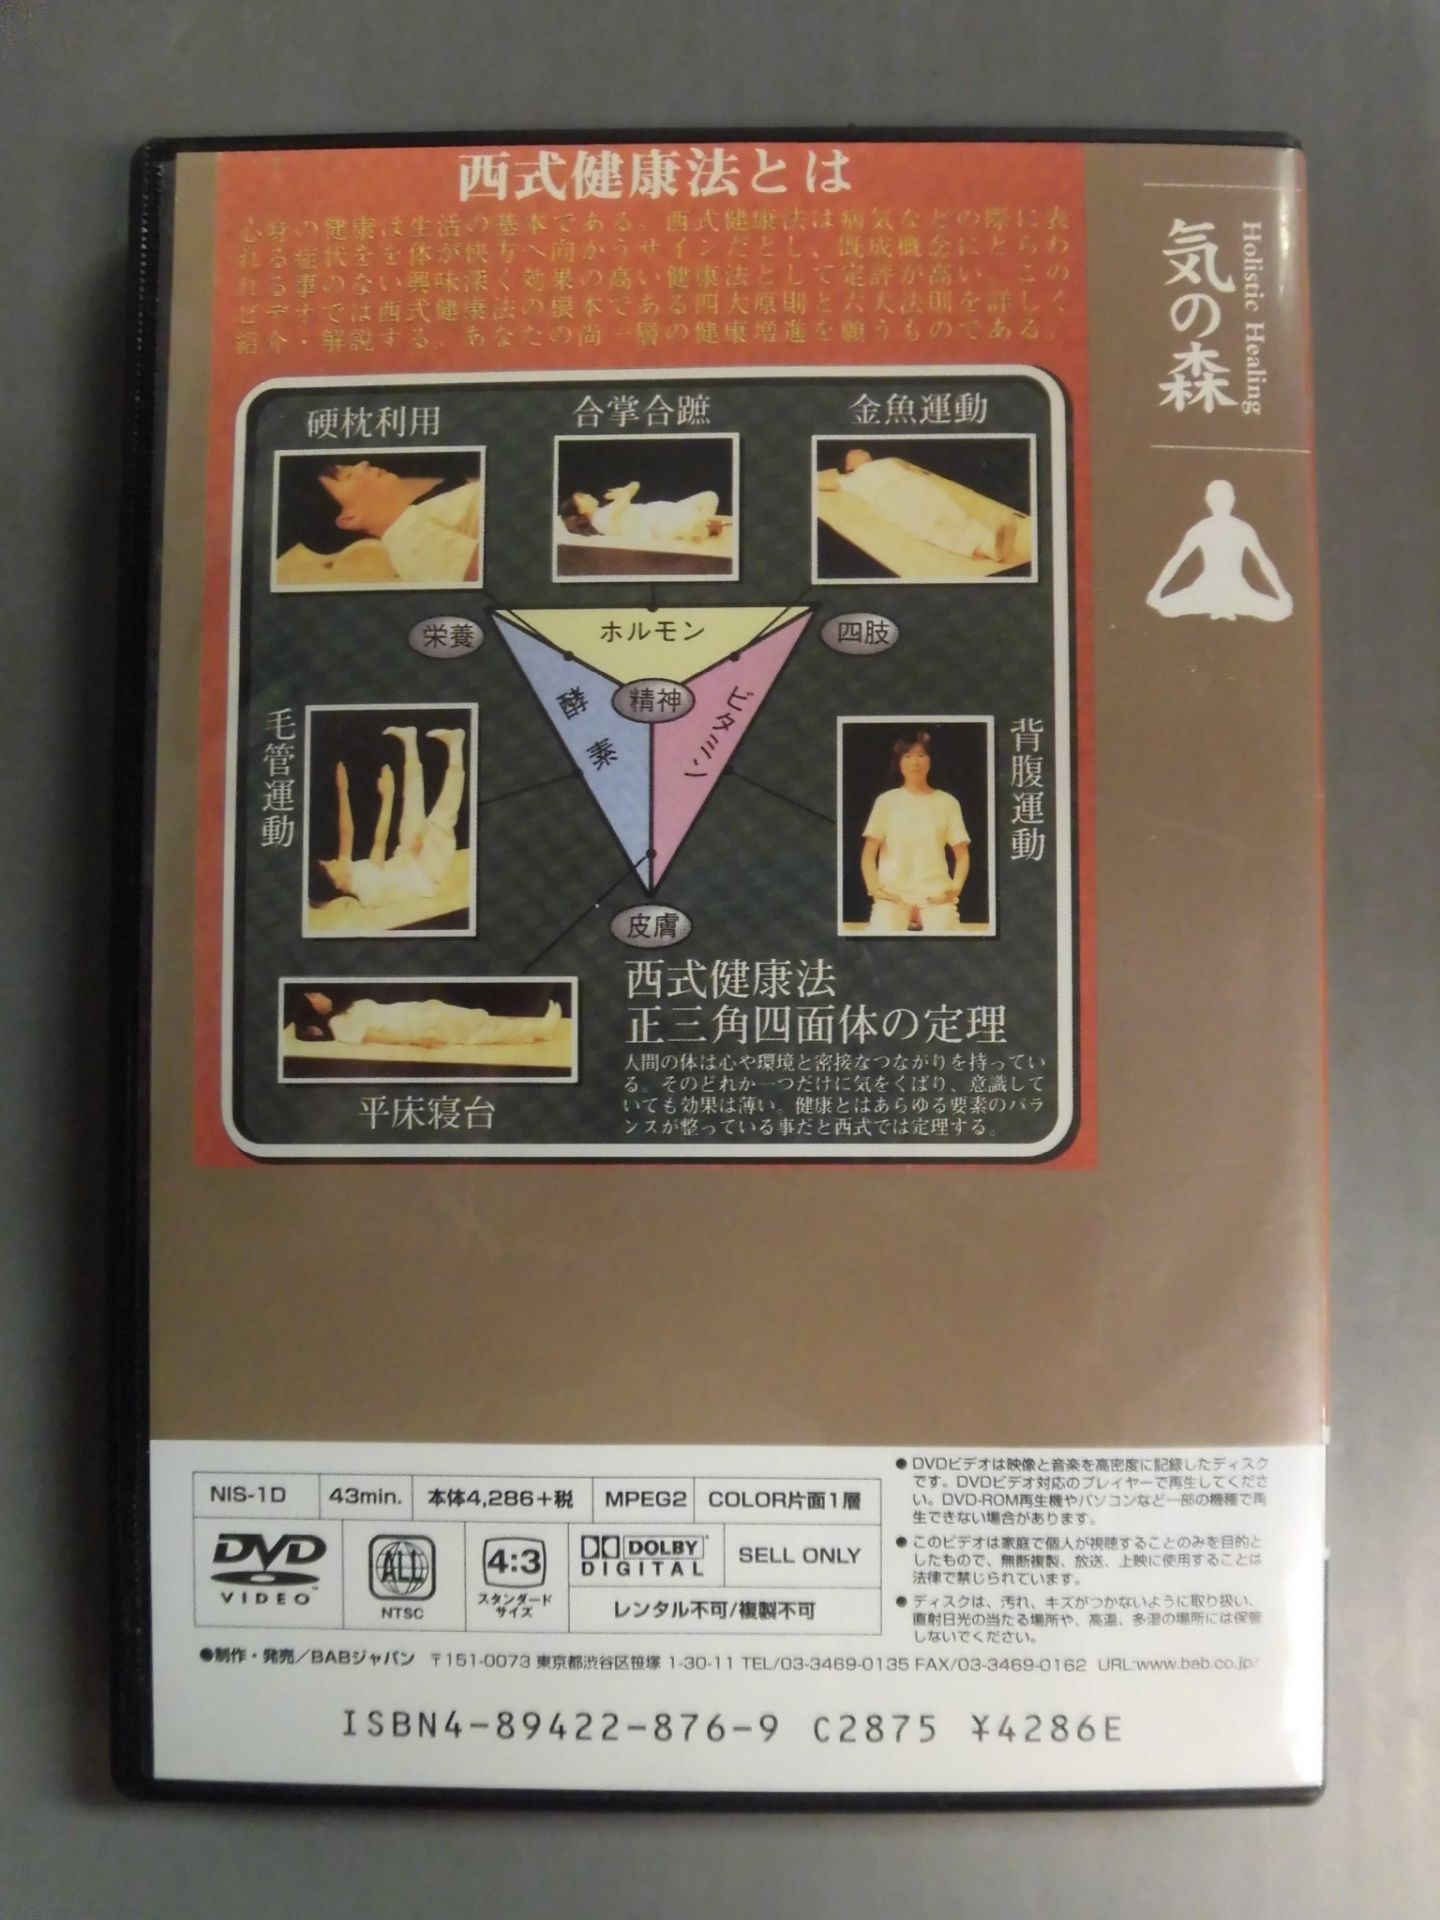 西式健康法とは
心身の健康は生活の基本である。西式健康法は病気などの際に表
れる症状をを体が快方へ向かうサインだとし、既成概念にとらわ
れる事のない興味深く効果の高い健康法として定評が高い。この
ビデオでは西式健康法の根本である四大原則と六大法則を詳しく
紹介・解説する。あなたの尚一層の健康増進を願うものである。
硬枕利用
合掌合蹠
金魚運動
栄養
ホルモン
四肢
酵素
精神
ビタミン
毛管運動
背腹運動
皮膚
平床寝台
西式健康法
正三角四面体の定理
人間の体は心や環境と密接なつながりを持ってい
る。そのどれか一つだけに気をくばり、意識して
いても効果は薄い。健康とはあらゆる要素のバラ
ンスが整っている事だと西式では定理する。
Holistic Healing
気の森
NIS-1D
43min.
本体4,286+税
MPEG2
COLOR片面1層
DVD
VIDEO™
ALL
NTSC
4:3
スタンダード
サイズ
DOLBY
DIGITAL
SELL ONLY
レンタル不可/複製不可
●DVDビデオは映像と音楽を高密度に記録したディスク
です。DVDビデオ対応のプレイヤーで再生してくださ
い。DVD-ROM再生機やパソコンなど一部の機種で再
生できない場合があります。
●このビデオは家庭で個人が視聴することのみを目的と
したもので、無断複製、放送、上映に使用することは
法律で禁じられています。
●ディスクは、汚れ、キズがつかないように取り扱い、
直射日光の当たる場所や、高温、多湿の場所には保管
しないでください。
●制作・発売／BABジャパン 〒151-0073 東京都渋谷区笹塚 1-30-11 TEL/03-3469-0135 FAX/03-3469-0162 URL:www.bab.co.jp/
ISBN4-89422-876-9 C2875 ¥4286E